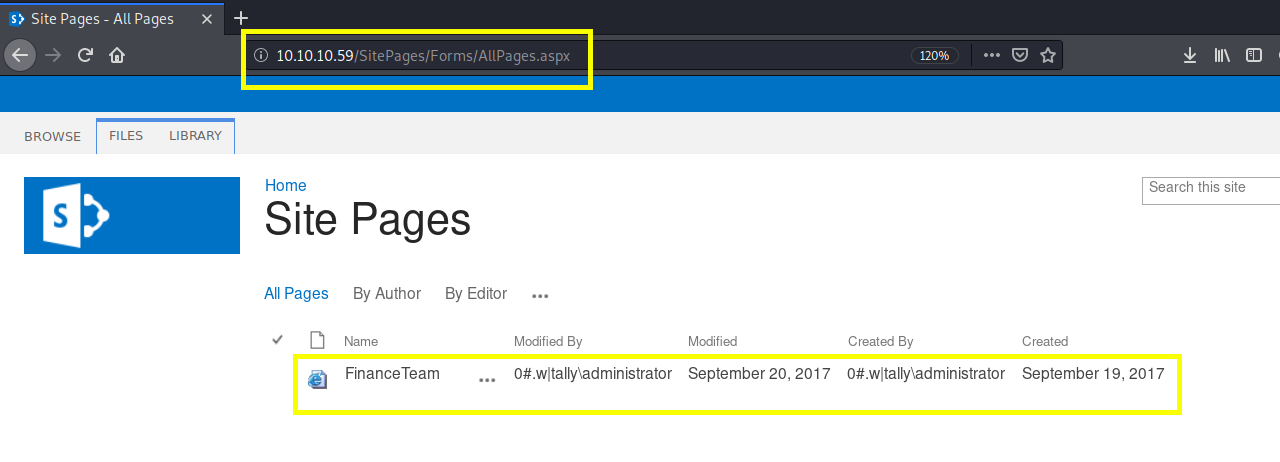 Site Pages - All Pages
10.10.10.59/SitePages/Forms/AllPages.aspx 120%
BROWSE FILES LIBRARY
S
Home
Search this site
Site Pages
All Pages By Author By Editor
Name Modified By Modified Created By Created
FinanceTeam 0#.w|tally\administrator September 20, 2017 0#.w|tally\administrator September 19, 2017